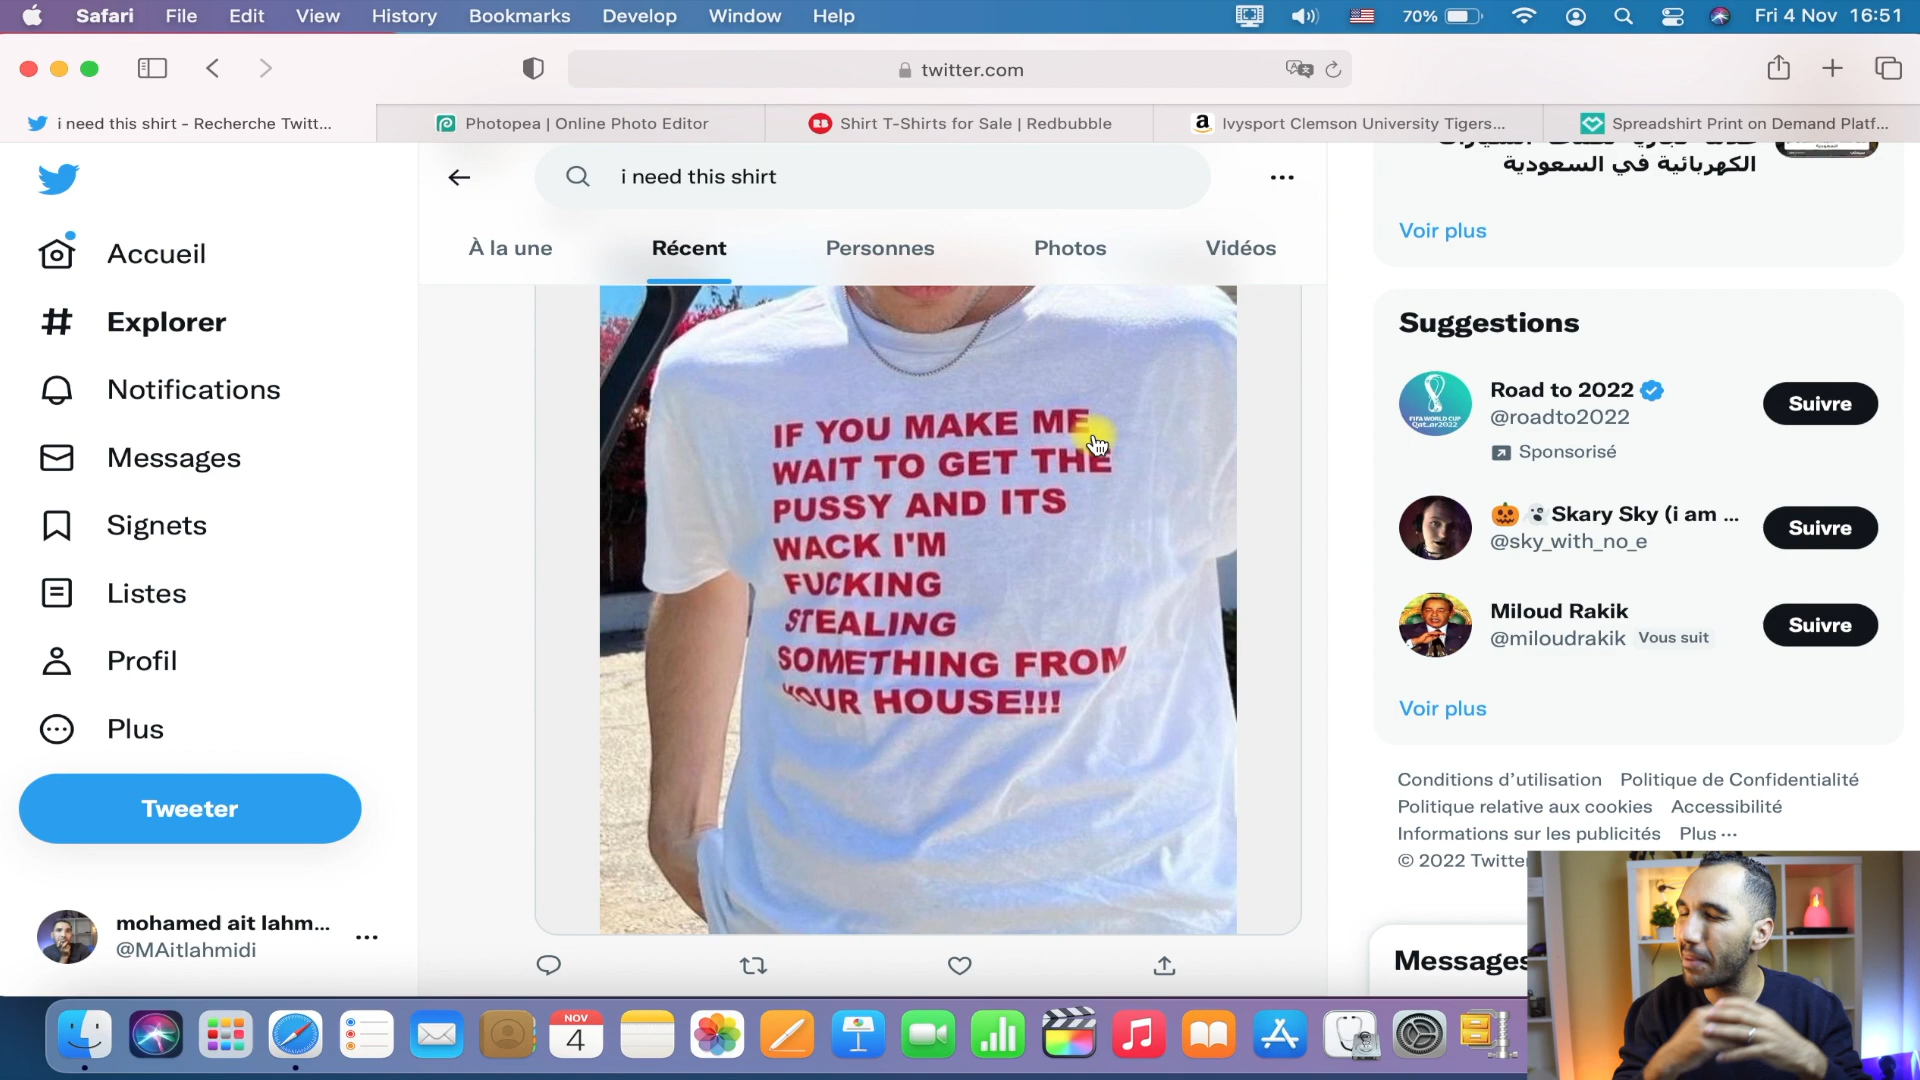 Safari File Edit View History Bookmarks Develop Window Help 70% Fri 4 Nov 16:51
twitter.com
i need this shirt - Recherche Twitt... Photopea | Online Photo Editor Shirt T-Shirts for Sale | Redbubble Ivysport Clemson University Tigers... Spreadshirt Print on Demand Platf...
i need this shirt
À la une Récent Personnes Photos Vidéos
Accueil
Explorer
Notifications
Messages
Signets
Listes
Profil
Plus
Tweeter
mohamed ait lahm...
@MAitlahmidi
IF YOU MAKE ME
WAIT TO GET THE
PUSSY AND ITS
WACK I'M
FUCKING
STEALING
SOMETHING FROM
YOUR HOUSE!!!
الكهربائية في السعودية
Voir plus
Suggestions
Road to 2022
@roadto2022
Sponsorisé
Suivre
Skary Sky (i am ...
@sky_with_no_e
Suivre
Miloud Rakik
@miloudrakik Vous suit
Suivre
Voir plus
Conditions d'utilisation Politique de Confidentialité
Politique relative aux cookies Accessibilité
Informations sur les publicités Plus ...
© 2022 Twitter
Messages
NOV
4